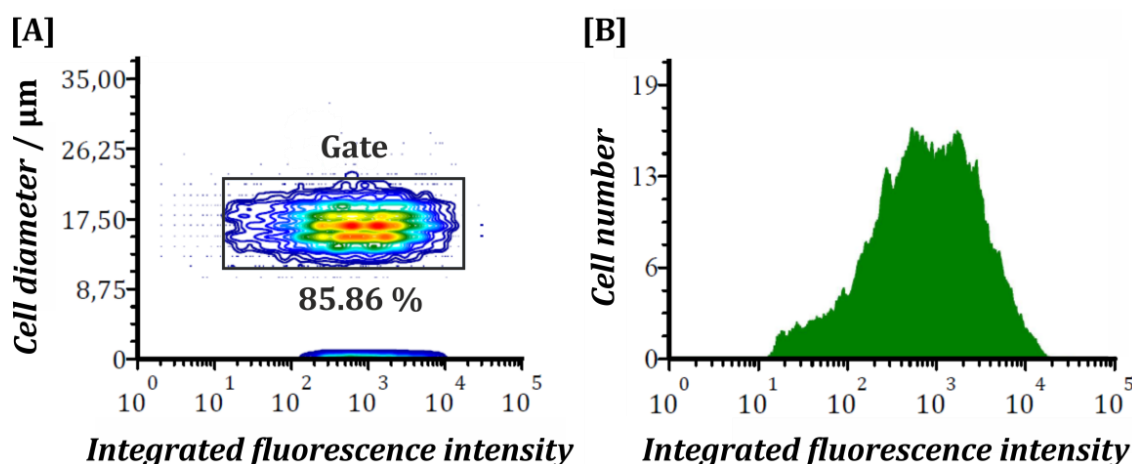 [A]
Cell diameter / μm
35,00
26,25
17,50
8,75
0
Gate
85.86 %
10^0 10^1 10^2 10^3 10^4 10^5
Integrated fluorescence intensity
[B]
Cell number
19
13
6
0
10^0 10^1 10^2 10^3 10^4 10^5
Integrated fluorescence intensity